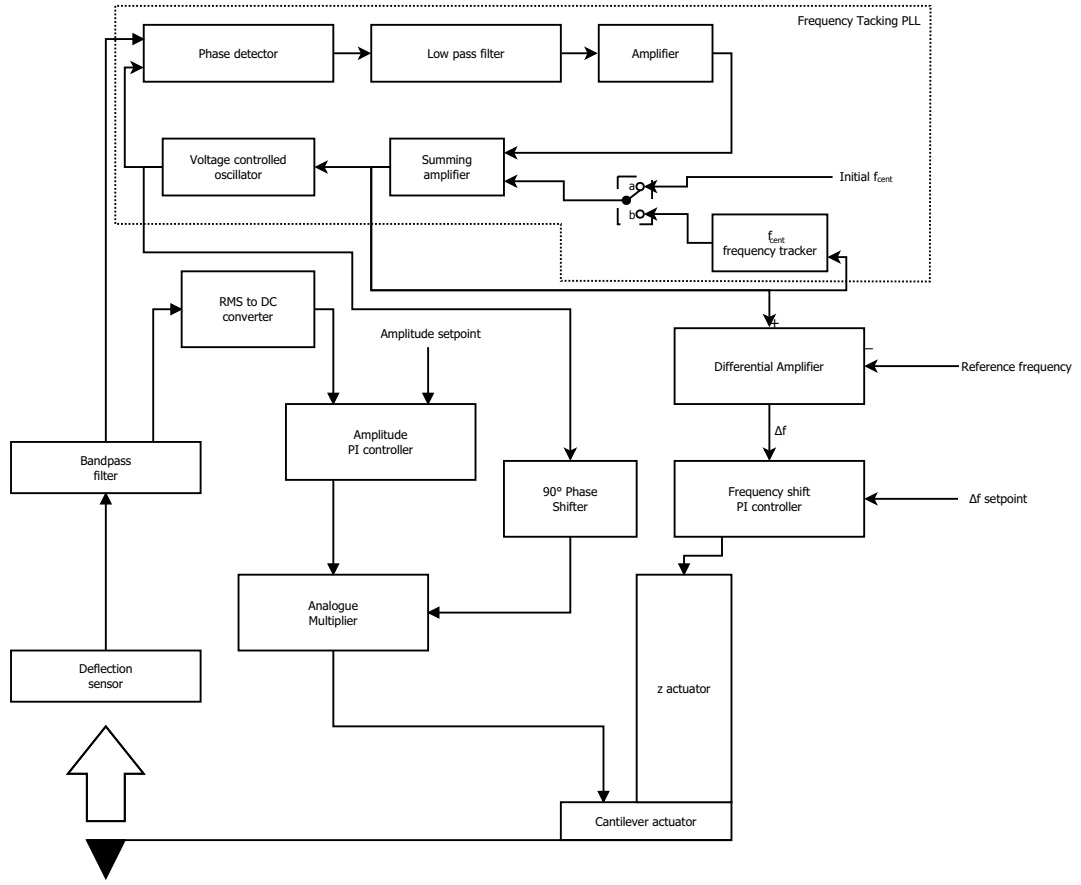 Frequency Tacking PLL
Phase detector
Low pass filter
Amplifier
Voltage controlled
oscillator
Summing
amplifier
a
b
Initial fcent
fcent
frequency tracker
RMS to DC
converter
Amplitude setpoint
+
−
Differential Amplifier
Reference frequency
Δf
Amplitude
PI controller
Bandpass
filter
90° Phase
Shifter
Frequency shift
PI controller
Δf setpoint
Analogue
Multiplier
Deflection
sensor
z actuator
Cantilever actuator